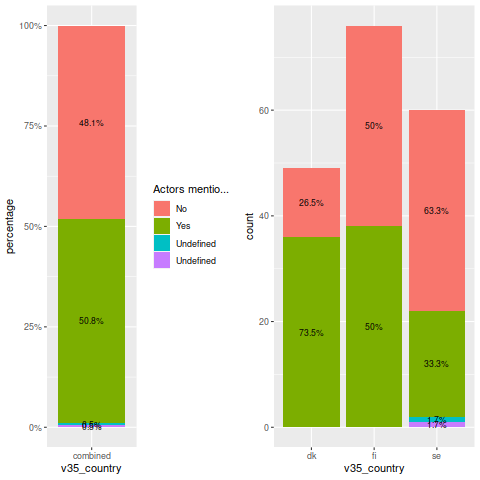 100%
75%
50%
25%
0%
percentage
48.1%
50.8%
0.5%
combined
v35_country
Actors mentio...
No
Yes
Undefined
Undefined
60
40
20
0
count
26.5%
73.5%
50%
50%
63.3%
33.3%
1.7%
1.7%
dk
fi
se
v35_country